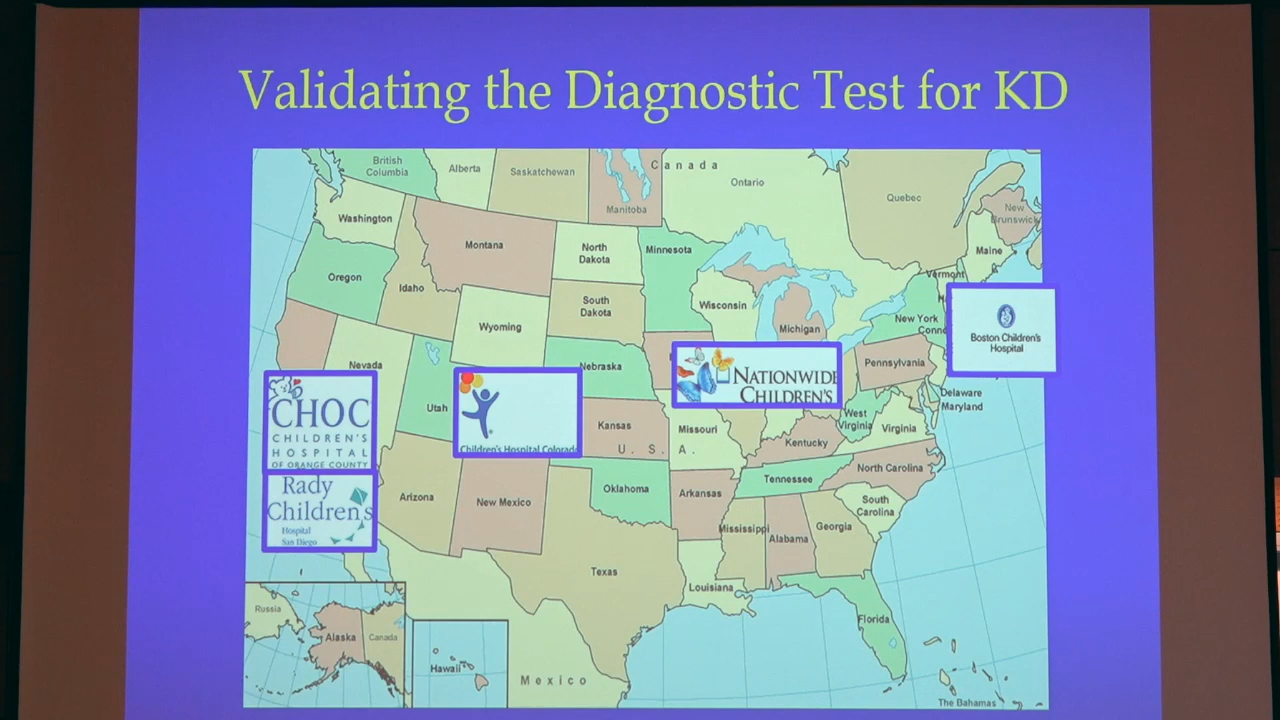 Validating the Diagnostic Test for KD
British
Columbia
Alberta
Saskatchewan
Manitoba
Canada
Ontario
Quebec
New
Brunswick
Maine
Vermont
Washington
Montana
North
Dakota
Minnesota
Oregon
Idaho
South
Dakota
Wisconsin
Michigan
New York
Wyoming
Nebraska
Nevada
Utah
Pennsylvania
Boston Children's
Hospital
CHOC
CHILDREN'S
HOSPITAL
OF ORANGE COUNTY
Rady
Children's
Hospital
San Diego
Children's Hospital Colorad
NATIONWIDE
CHILDREN'S
Delaware
Maryland
West
Virginia
Virginia
Kansas
Missouri
Kentucky
U. S. A.
North Carolina
Tennessee
Arizona
New Mexico
Oklahoma
Arkansas
South
Carolina
Mississippi
Alabama
Georgia
Texas
Louisiana
Florida
Russia
Alaska
Canada
Hawaii
Mexico
The Bahamas